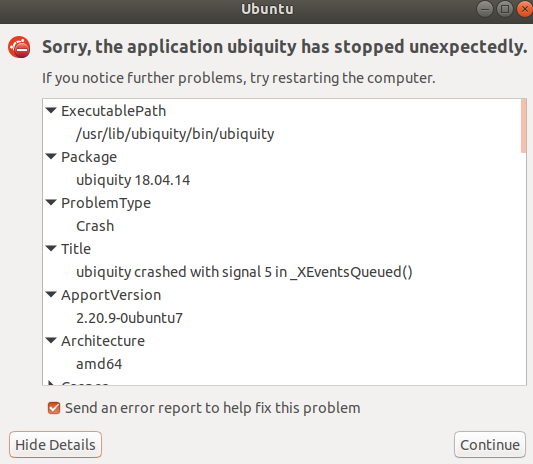 Ubuntu
Sorry, the application ubiquity has stopped unexpectedly.
If you notice further problems, try restarting the computer.
ExecutablePath
/usr/lib/ubiquity/bin/ubiquity
Package
ubiquity 18.04.14
ProblemType
Crash
Title
ubiquity crashed with signal 5 in _XEventsQueued()
ApportVersion
2.20.9-0ubuntu7
Architecture
amd64
Send an error report to help fix this problem
Hide Details
Continue